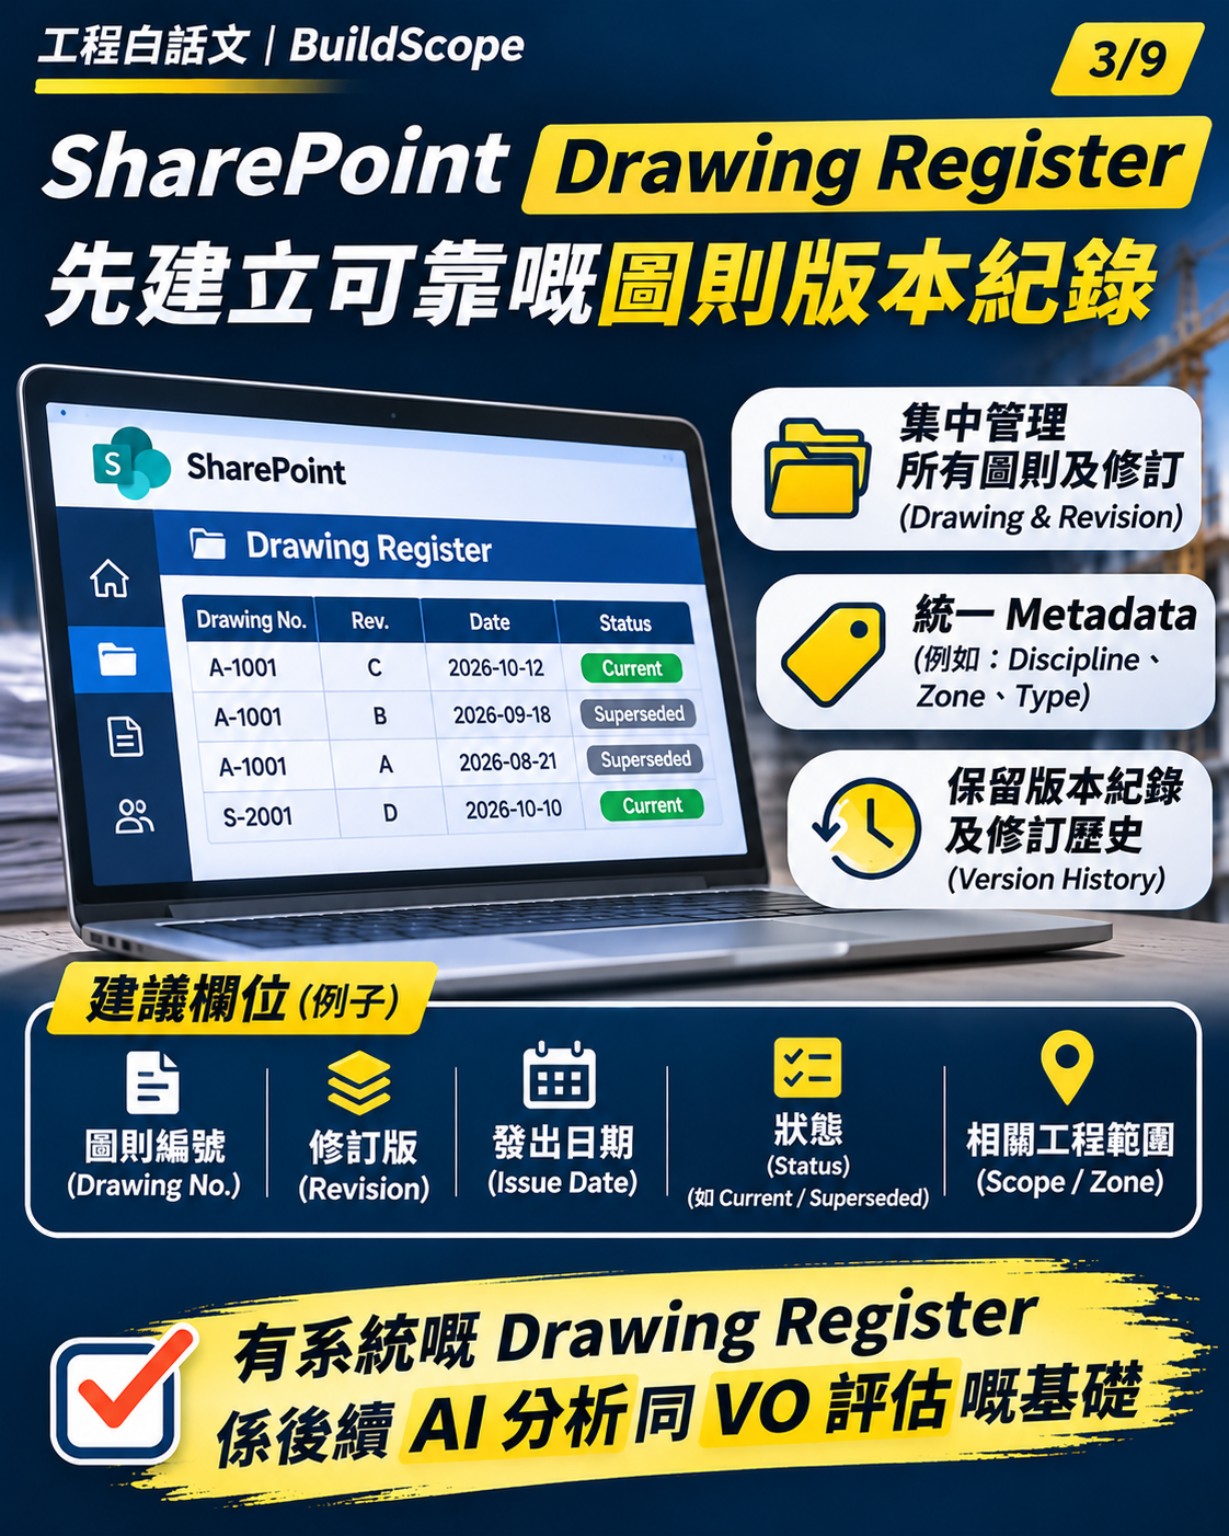 工程白話文 | BuildScope
3/9
SharePoint Drawing Register
先建立可靠嘅圖則版本紀錄
S SharePoint
Drawing Register
Drawing No. Rev. Date Status
A-1001 C 2026-10-12 Current
A-1001 B 2026-09-18 Superseded
A-1001 A 2026-08-21 Superseded
S-2001 D 2026-10-10 Current
集中管理
所有圖則及修訂
(Drawing & Revision)
統一 Metadata
(例如：Discipline、
Zone、Type)
保留版本紀錄
及修訂歷史
(Version History)
建議欄位 (例子)
圖則編號
(Drawing No.)
修訂版
(Revision)
發出日期
(Issue Date)
狀態
(Status)
(如 Current / Superseded)
相關工程範圍
(Scope / Zone)
有系統嘅 Drawing Register
係後續 AI 分析同 VO 評估嘅基礎